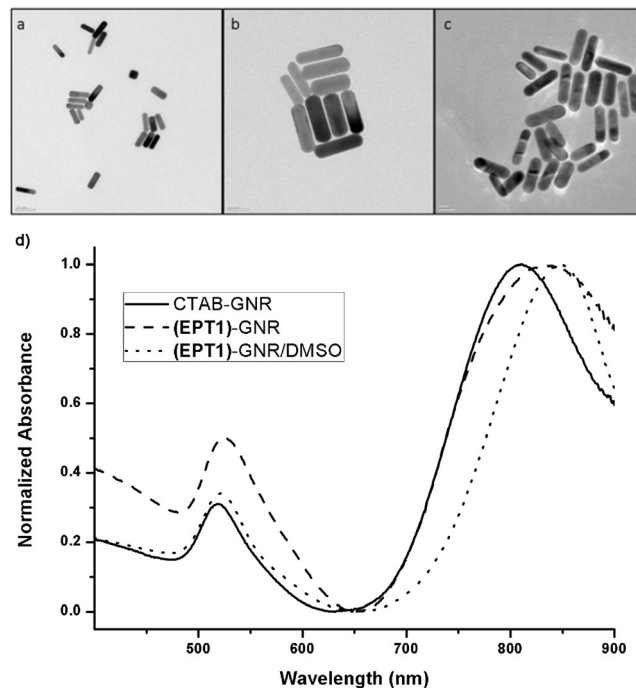 a
b
c
d)
CTAB-GNR
(EPT1)-GNR
(EPT1)-GNR/DMSO
1.0
0.8
0.6
0.4
0.2
0.0
Normalized Absorbance
500
600
700
800
900
Wavelength (nm)